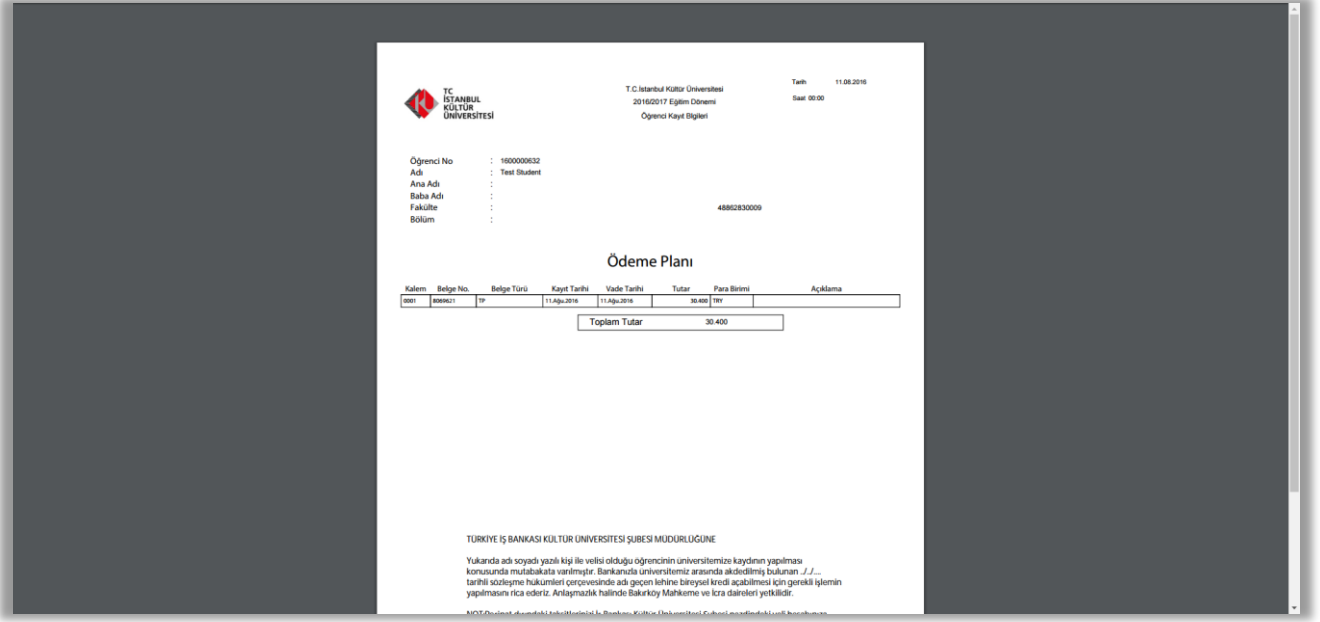 TC
İSTANBUL
KÜLTÜR
ÜNİVERSİTESİ
T.C.İstanbul Kültür Üniversitesi
2016/2017 Eğitim Dönemi
Öğrenci Kayıt Blgileri
Tarih 11.08.2016
Saat 00:00
Öğrenci No : 1600000632
Adı : Test Student
Ana Adı :
Baba Adı :
Fakülte : 48862830009
Bölüm :
Ödeme Planı
Kalem Belge No. Belge Türü Kayıt Tarihi Vade Tarihi Tutar Para Birimi Açıklama
0001 8069621 TP 11.Ağu.2016 11.Ağu.2016 30.400 TRY
Toplam Tutar 30.400
TÜRKİYE İŞ BANKASI KÜLTÜR ÜNİVERSİTESİ ŞUBESİ MÜDÜRLÜĞÜNE
Yukarıda adı soyadı yazılı kişi ile velisi olduğu öğrencinin üniversitemize kaydının yapılması
konusunda mutabakata varılmıştır. Bankanızla üniversitemiz arasında akdedilmiş bulunan ../../....
tarihli sözleşme hükümleri çerçevesinde adı geçen lehine bireysel kredi açabilmesi için gerekli işlemin
yapılmasını rica ederiz. Anlaşmazlık halinde Bakırköy Mahkeme ve İcra daireleri yetkilidir.